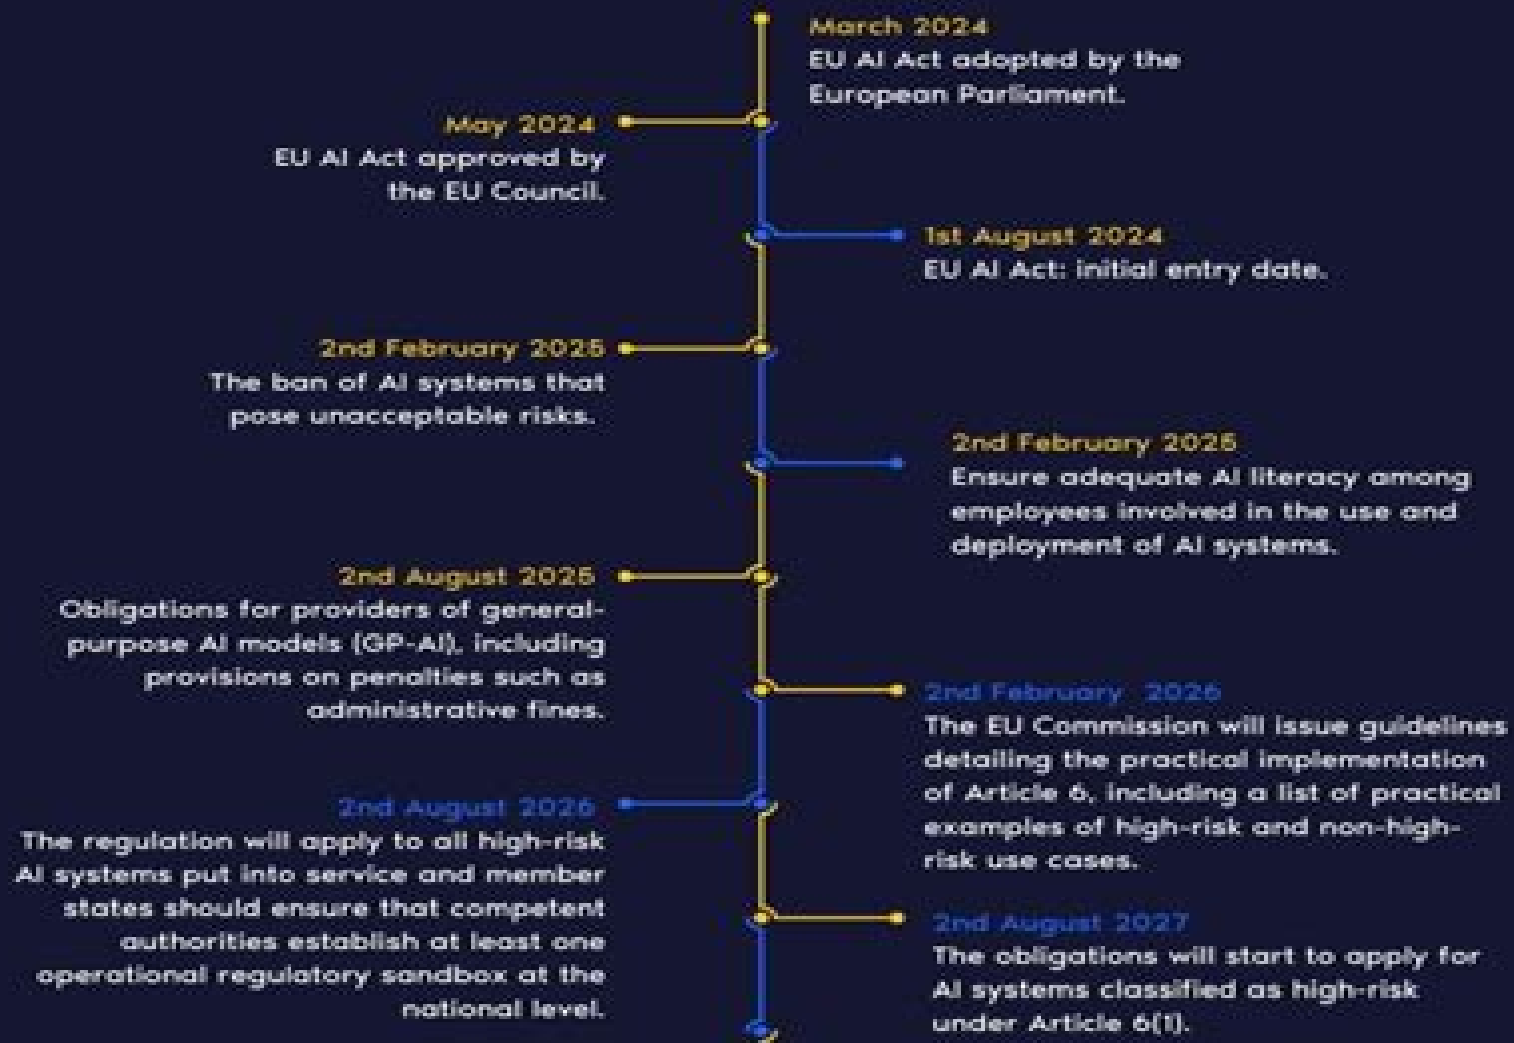 March 2024
EU AI Act adopted by the
European Parliament.
May 2024
EU AI Act approved by
the EU Council.
1st August 2024
EU AI Act: initial entry date.
2nd February 2025
The ban of AI systems that
pose unacceptable risks.
2nd February 2025
Ensure adequate AI literacy among
employees involved in the use and
deployment of AI systems.
2nd August 2025
Obligations for providers of general-
purpose AI models (GP-AI), including
provisions on penalties such as
administrative fines.
2nd February 2026
The EU Commission will issue guidelines
detailing the practical implementation
of Article 6, including a list of practical
examples of high-risk and non-high-
risk use cases.
2nd August 2026
The regulation will apply to all high-risk
AI systems put into service and member
states should ensure that competent
authorities establish at least one
operational regulatory sandbox at the
national level.
2nd August 2027
The obligations will start to apply for
AI systems classified as high-risk
under Article 6(1).